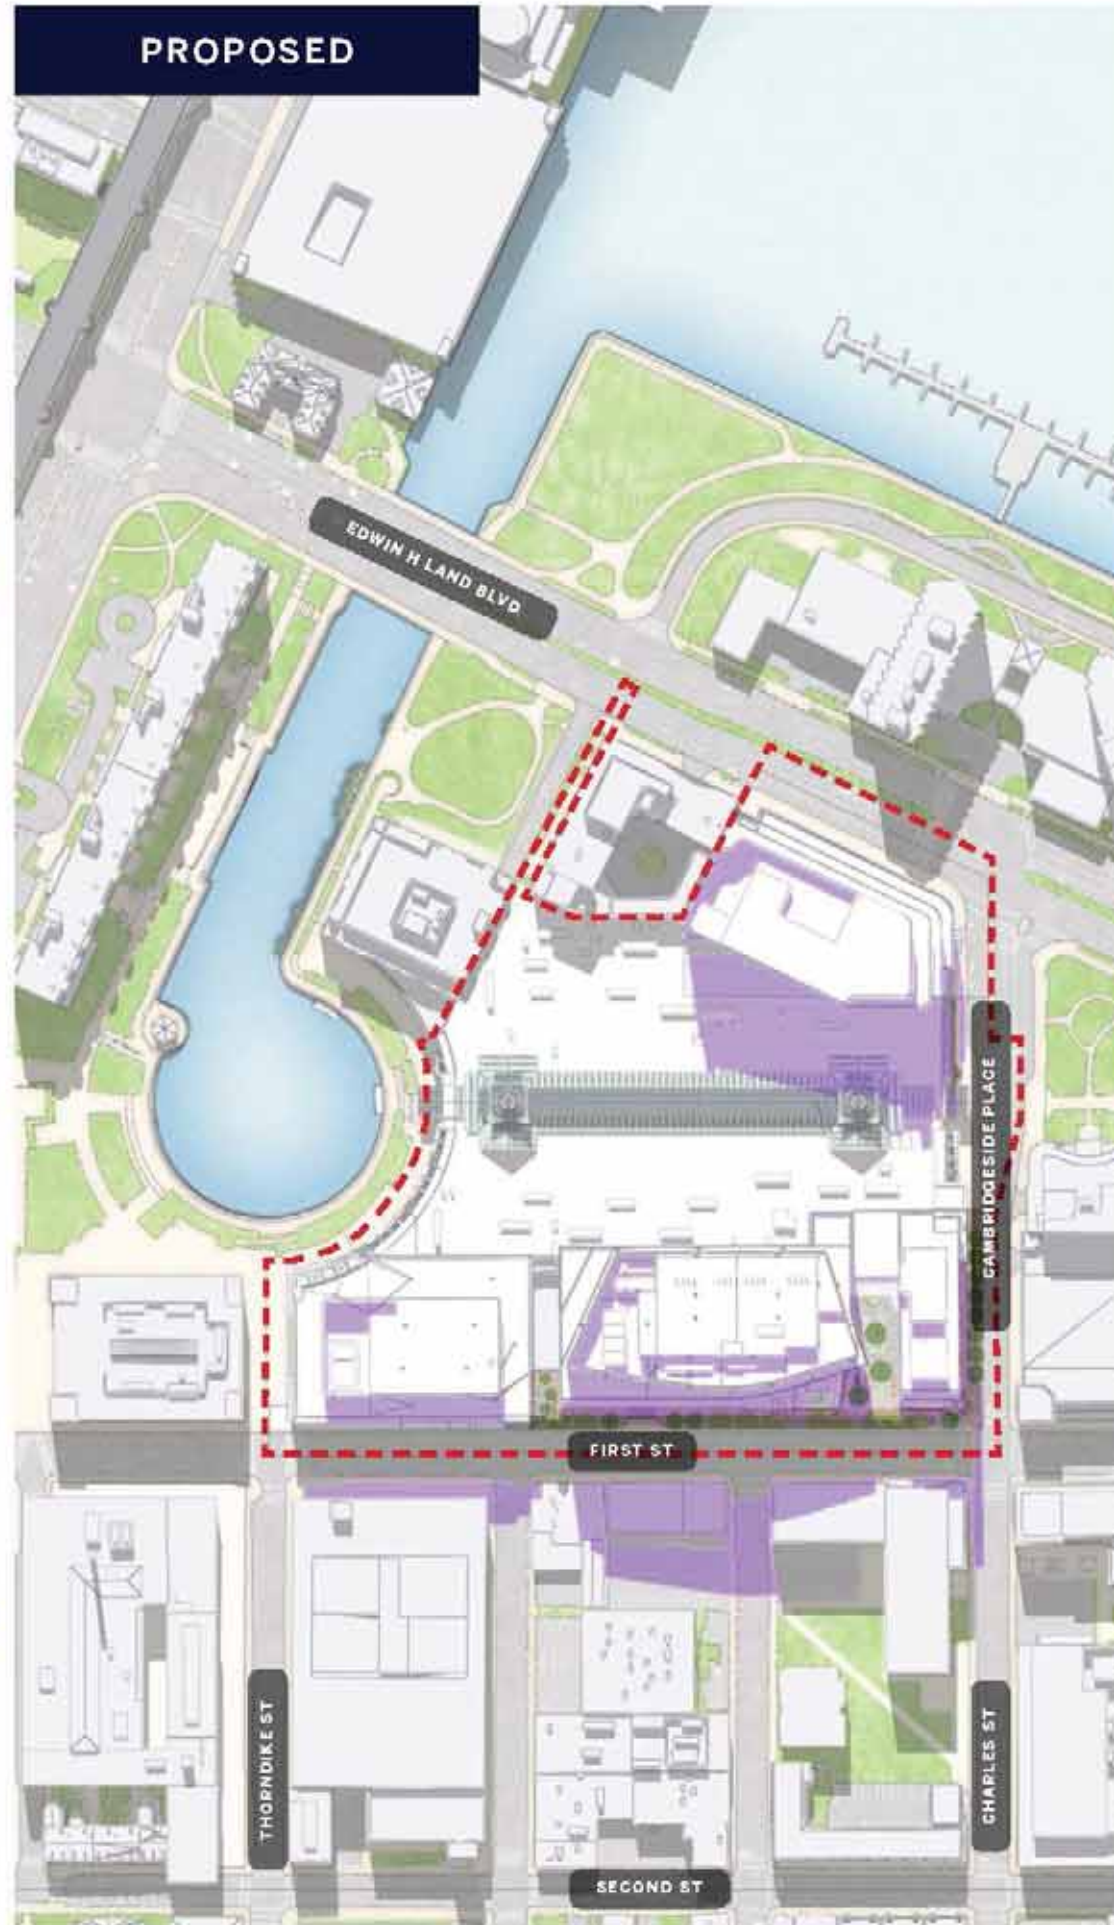 PROPOSED
EDWIN H LAND BLVD
CAMBRIDGESIDE PLACE
FIRST ST
THORNDIKE ST
CHARLES ST
SECOND ST